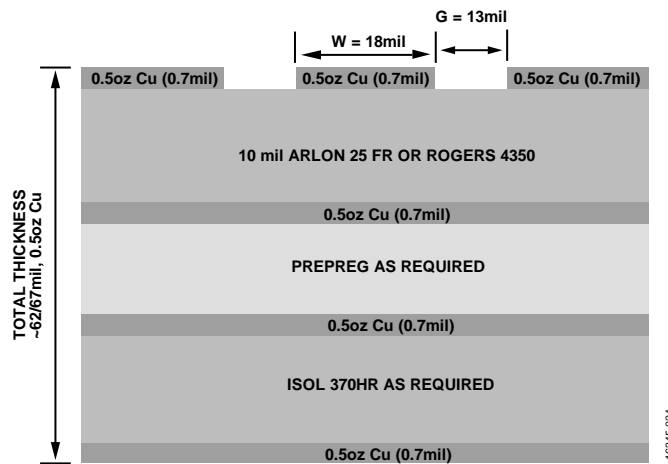 G = 13mil
W = 18mil
0.5oz Cu (0.7mil)
0.5oz Cu (0.7mil)
0.5oz Cu (0.7mil)
10 mil ARLON 25 FR OR ROGERS 4350
0.5oz Cu (0.7mil)
TOTAL THICKNESS
~62/67mil, 0.5oz Cu
PREPREG AS REQUIRED
0.5oz Cu (0.7mil)
ISOL 370HR AS REQUIRED
0.5oz Cu (0.7mil)